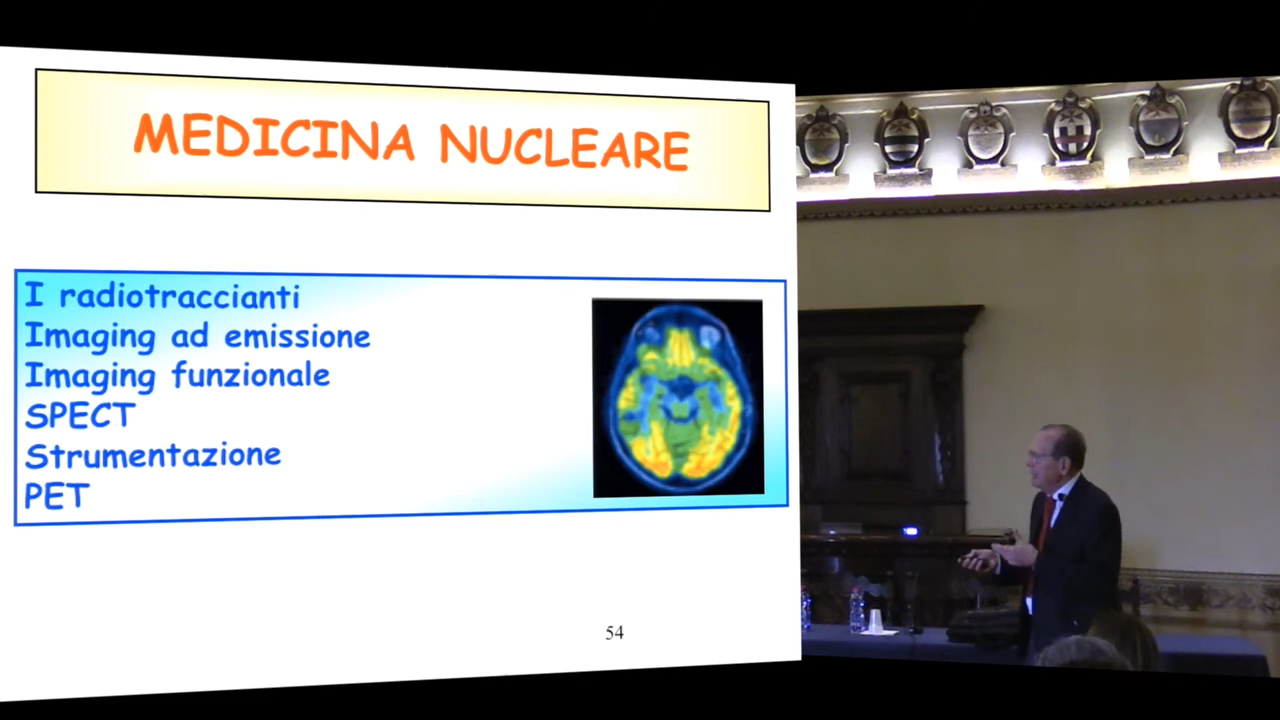 MEDICINA NUCLEARE
I radiotraccianti
Imaging ad emissione
Imaging funzionale
SPECT
Strumentazione
PET
54